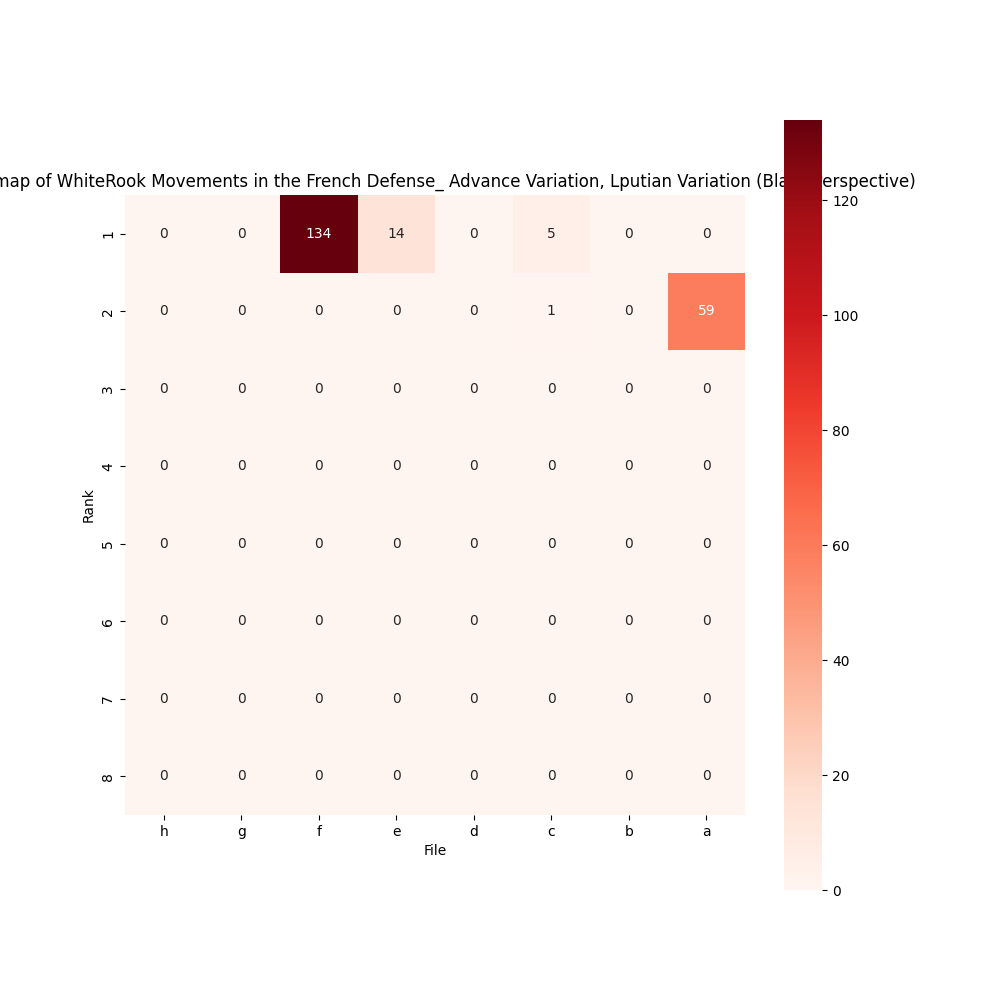 map of WhiteRook Movements in the French Defense_ Advance Variation, Lputian Variation (Bla erspective)
1 0 0 134 14 0 5 0 0
2 0 0 0 0 0 1 0 59
3 0 0 0 0 0 0 0 0
4 0 0 0 0 0 0 0 0
5 0 0 0 0 0 0 0 0
6 0 0 0 0 0 0 0 0
7 0 0 0 0 0 0 0 0
8 0 0 0 0 0 0 0 0
h g f e d c b a
File
Rank
120
100
80
60
40
20
0